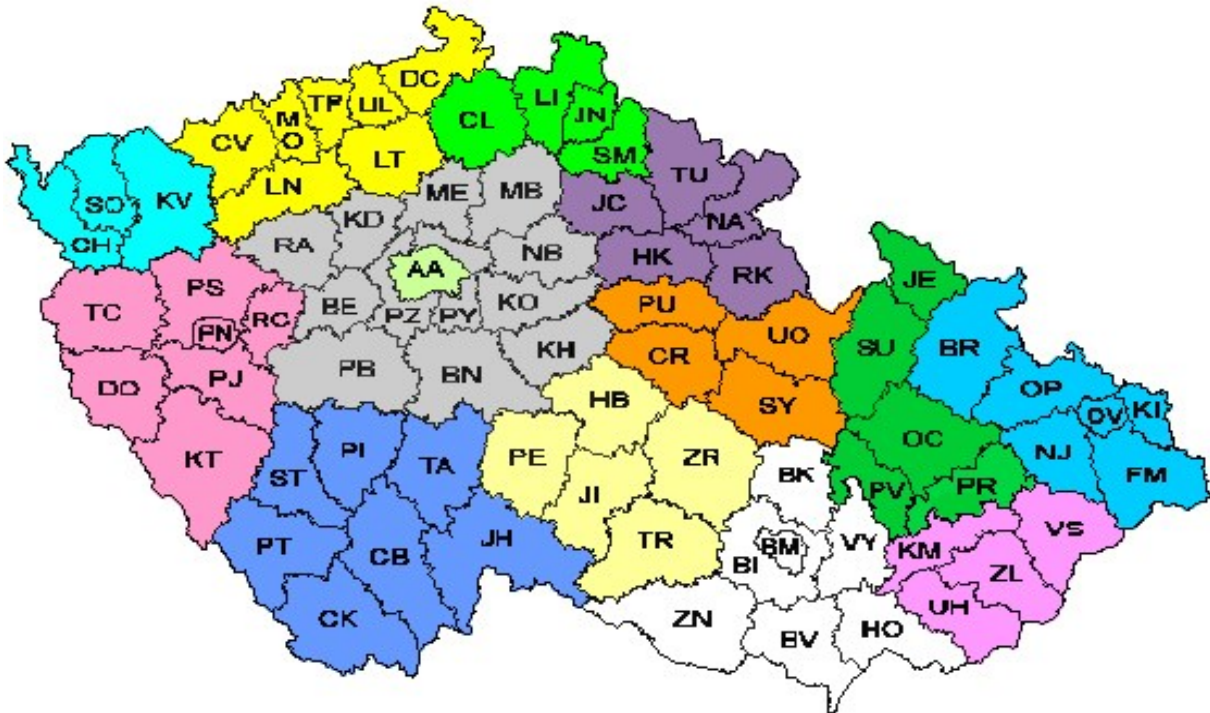 DC
TP
UL
LI
M
O
JN
CL
CV
LT
SM
TU
LN
ME
MB
KV
SO
JC
NA
KD
RA
CH
NB
HK
AA
RK
JE
PS
TC
BE
KO
PU
PZ
PY
RC
PN
UO
SU
BR
KH
CR
PB
BN
PJ
DO
OP
HB
SY
KI
OV
OC
PI
KT
TA
PE
ZR
NJ
FM
ST
BK
JI
PV
PR
VS
PT
CB
JH
TR
BM
VY
KM
BI
ZL
UH
CK
ZN
BV
HO